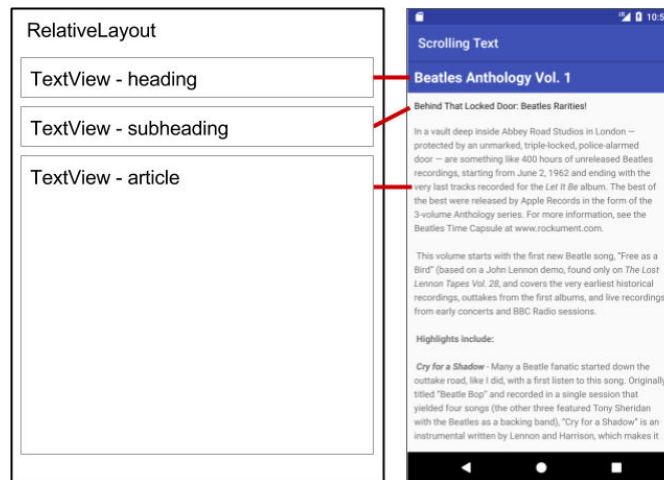 RelativeLayout
TextView - heading
TextView - subheading
TextView - article
10:5
Scrolling Text
Beatles Anthology Vol. 1
Behind That Locked Door: Beatles Rarities!
In a vault deep inside Abbey Road Studios in London —
protected by an unmarked, triple-locked, police-alarmed
door — are something like 400 hours of unreleased Beatles
recordings, starting from June 2, 1962 and ending with the
very last tracks recorded for the Let It Be album. The best of
the best were released by Apple Records in the form of the
3-volume Anthology series. For more information, see the
Beatles Time Capsule at www.rockument.com.
This volume starts with the first new Beatle song, "Free as a
Bird" (based on a John Lennon demo, found only on The Lost
Lennon Tapes Vol. 28, and covers the very earliest historical
recordings, outtakes from the first albums, and live recordings
from early concerts and BBC Radio sessions.
Highlights include:
Cry for a Shadow - Many a Beatle fanatic started down the
outtake road, like I did, with a first listen to this song. Originally
titled "Beatle Bop" and recorded in a single session that
yielded four songs (the other three featured Tony Sheridan
with the Beatles as a backing band), "Cry for a Shadow" is an
instrumental written by Lennon and Harrison, which makes it